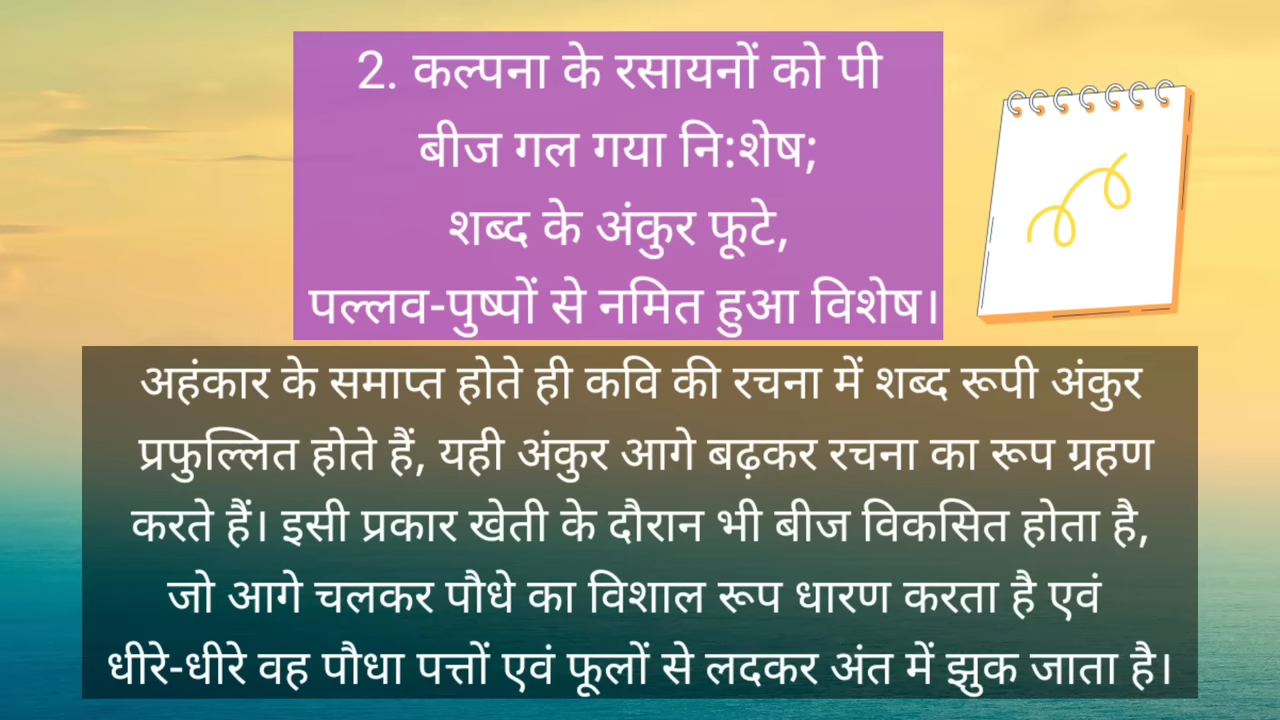 2. कल्पना के रसायनों को पी
बीज गल गया नि:शेष;
शब्द के अंकुर फूटे,
पल्लव-पुष्पों से नमित हुआ विशेष।
अहंकार के समाप्त होते ही कवि की रचना में शब्द रूपी अंकुर
प्रफुल्लित होते हैं, यही अंकुर आगे बढ़कर रचना का रूप ग्रहण
करते हैं। इसी प्रकार खेती के दौरान भी बीज विकसित होता है,
जो आगे चलकर पौधे का विशाल रूप धारण करता है एवं
धीरे-धीरे वह पौधा पत्तों एवं फूलों से लदकर अंत में झुक जाता है।